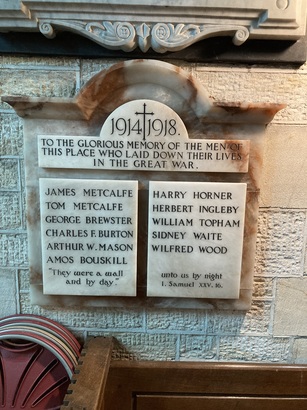 1914 1918.
TO THE GLORIOUS MEMORY OF THE MEN OF
THIS PLACE WHO LAID DOWN THEIR LIVES
IN THE GREAT WAR.
JAMES METCALFE
TOM METCALFE
GEORGE BREWSTER
CHARLES F. BURTON
ARTHUR W. MASON
AMOS BOUSKILL
"They were a wall
and by day."
HARRY HORNER
HERBERT INGLEBY
WILLIAM TOPHAM
SIDNEY WAITE
WILFRED WOOD
unto us by night
I. Samuel XXV. 16.